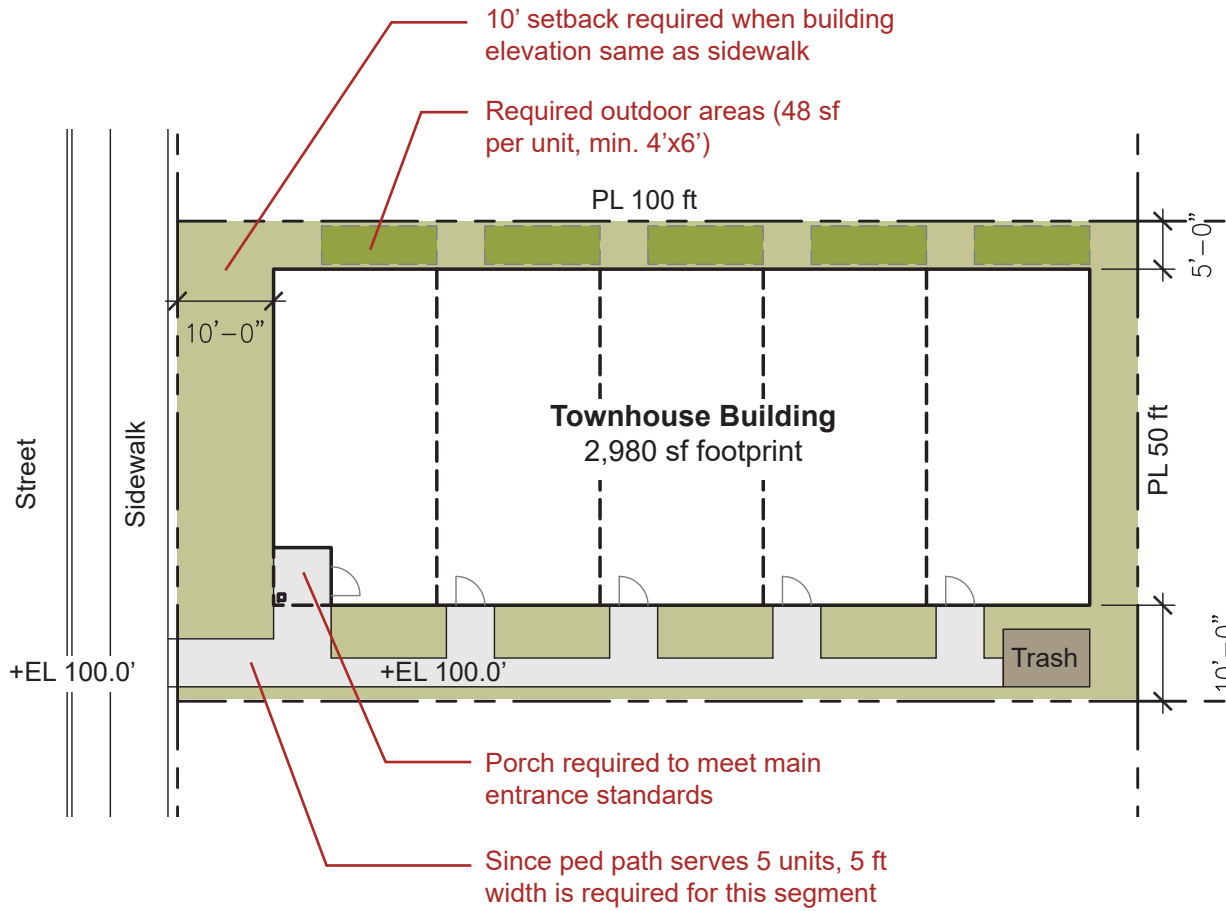 10’ setback required when building
elevation same as sidewalk
Required outdoor areas (48 sf
per unit, min. 4’x6’)
PL 100 ft
5’–0”
10’–0”
Townhouse Building
2,980 sf footprint
PL 50 ft
Street
Sidewalk
+EL 100.0’
+EL 100.0’
Trash
10’–0”
Porch required to meet main
entrance standards
Since ped path serves 5 units, 5 ft
width is required for this segment